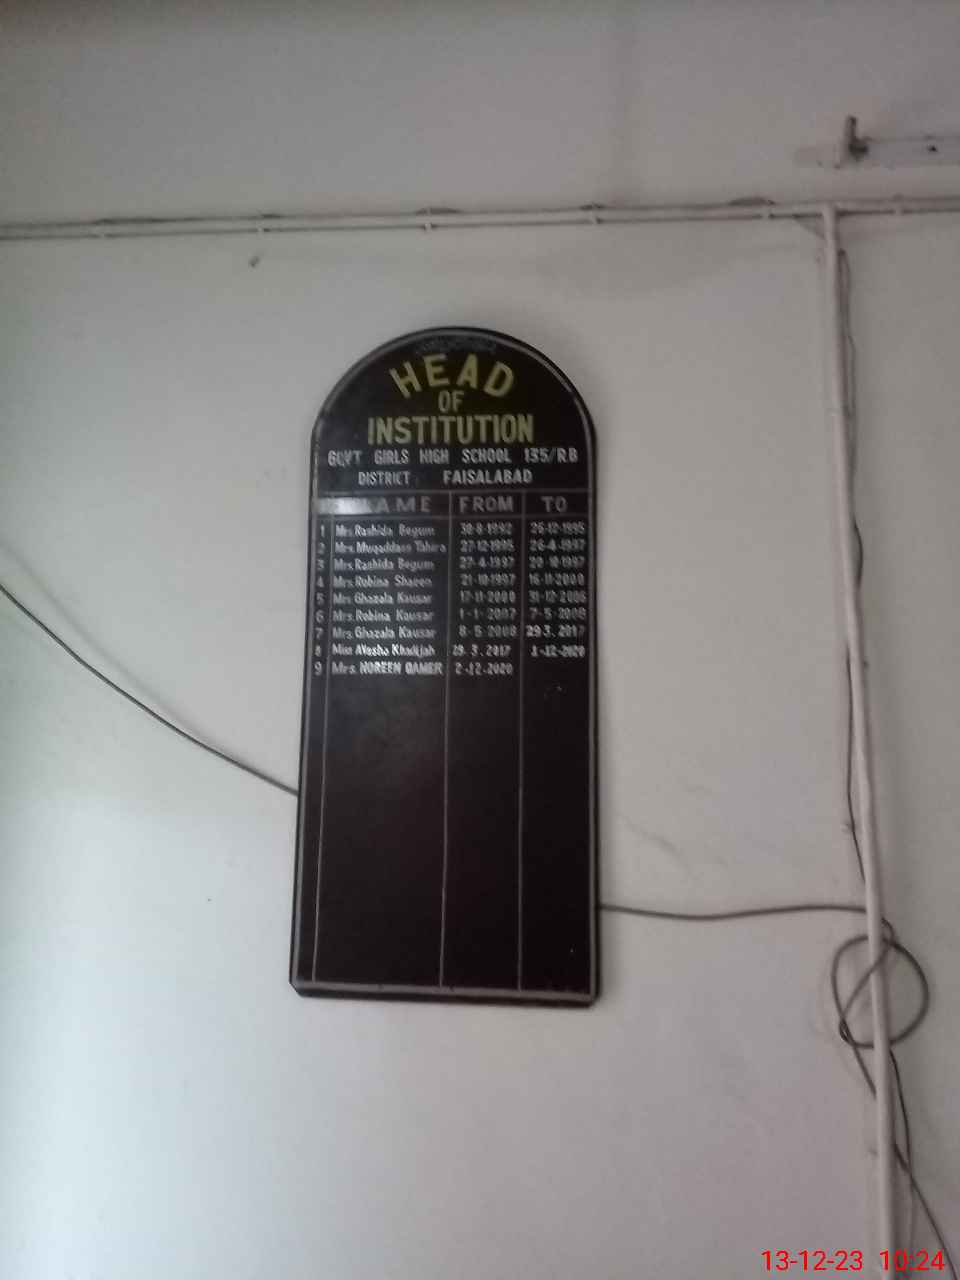 HEAD
OF
INSTITUTION
GOVT GIRLS HIGH SCHOOL 135/R.B
DISTRICT FAISALABAD
NAME FROM TO
1 Mrs. Rashida Begum 30-8-1992 26-12-1995
2 Mrs. Muqaddass Tahira 27-12-1995 26-4-1997
3 Mrs. Rashida Begum 27-4-1997 20-10-1997
4 Mrs. Robina Shaeen 21-10-1997 16-11-2000
5 Mrs Ghazala Kausar 17-11-2000 31-12-2006
6 Mrs. Robina Kausar 1-1-2007 7-5-2008
7 Mrs. Ghazala Kausar 8-5-2008 29.3.2017
8 Miss Ayesha Khadijah 29.3.2017 1-12-2020
9 Mrs. NOREEN QAMER 2-12-2020
13-12-23 10:24